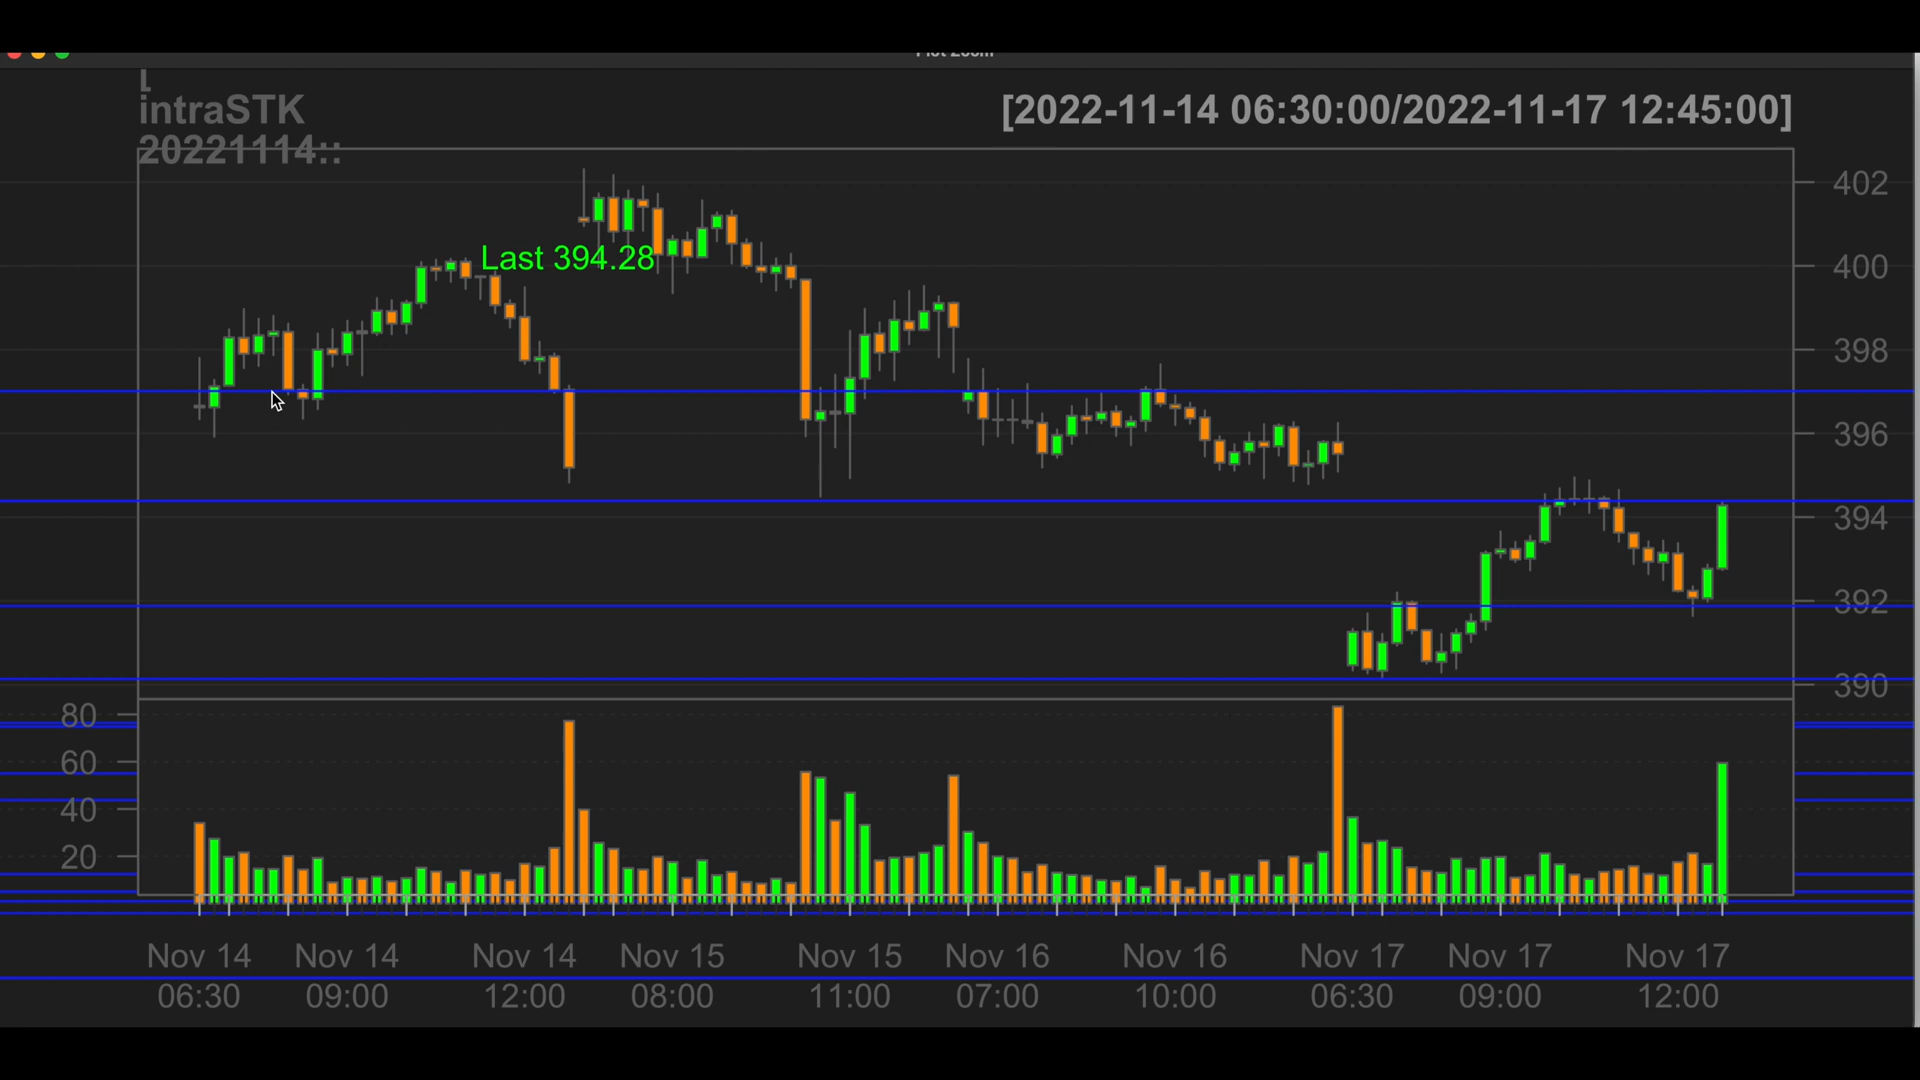 Plot Zoom
[
intraSTK
20221114::
[2022-11-14 06:30:00/2022-11-17 12:45:00]
Last 394.28
402
400
398
396
394
392
390
80
60
40
20
Nov 14 Nov 14 Nov 14 Nov 15 Nov 15 Nov 16 Nov 16 Nov 17 Nov 17 Nov 17
06:30 09:00 12:00 08:00 11:00 07:00 10:00 06:30 09:00 12:00